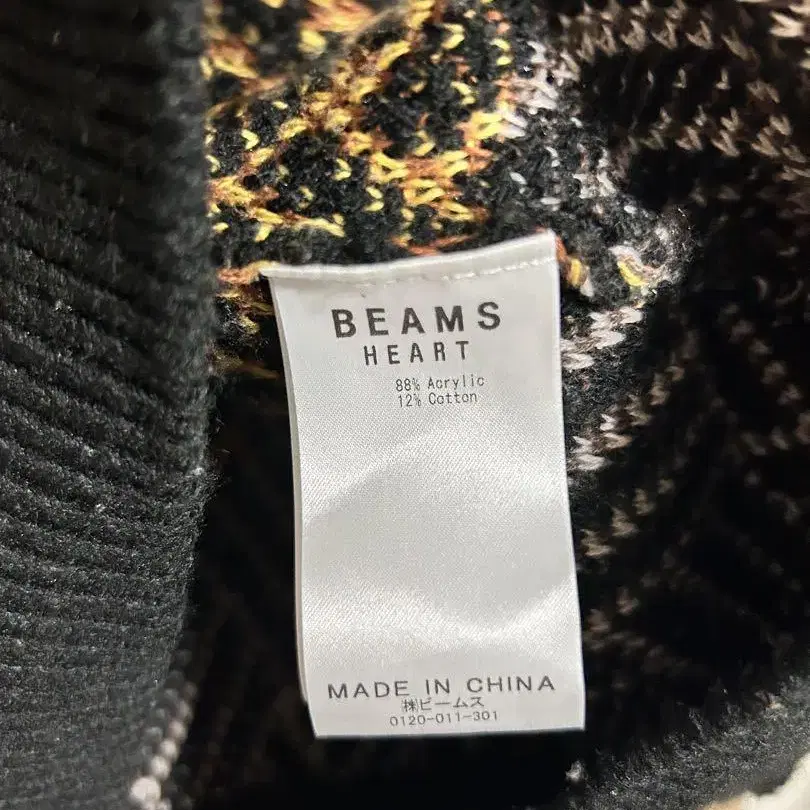 BEAMS
HEART
88% Acrylic
12% Cotton
MADE IN CHINA
㈱ビームス
0120-011-301